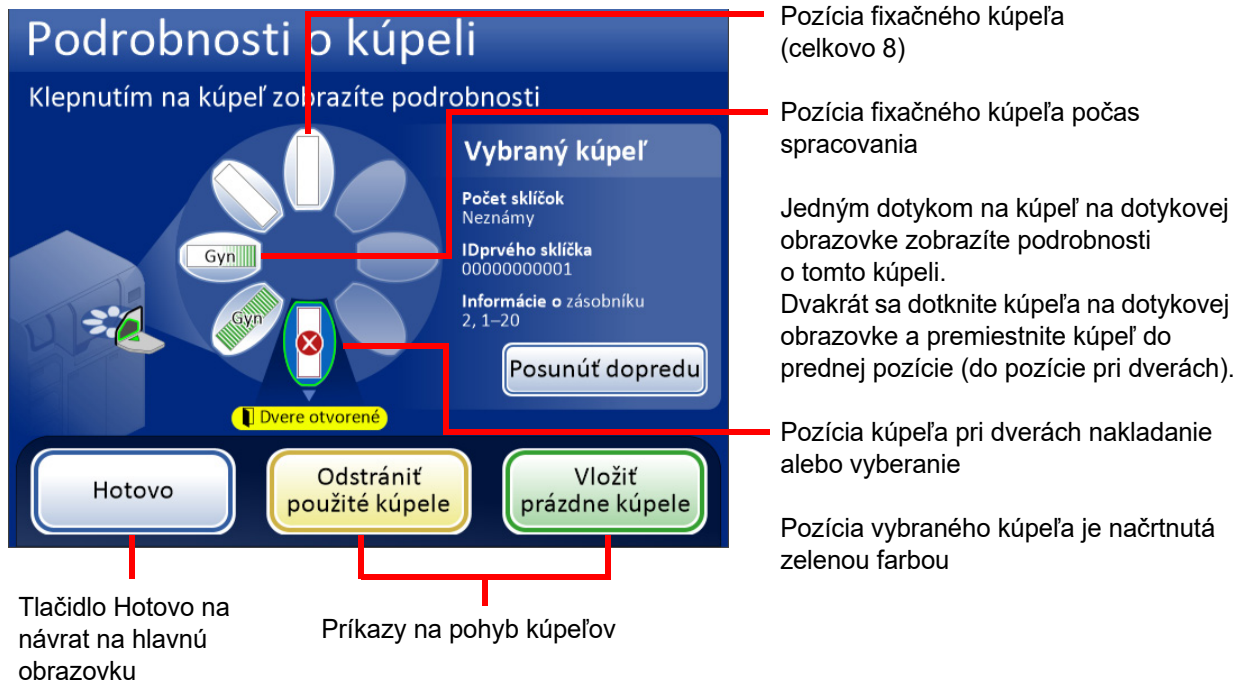 Podrobnosti o kúpeli
Klepnutím na kúpeľ zobrazíte podrobnosti
Gyn
Gyn
Dvere otvorené
Vybraný kúpeľ
Počet sklíčok
Neznámy
IDprvého sklíčka
00000000001
Informácie o zásobníku
2, 1–20
Posunúť dopredu
Hotovo
Odstrániť
použité kúpele
Vložiť
prázdne kúpele
Pozícia fixačného kúpeľa
(celkovo 8)
Pozícia fixačného kúpeľa počas
spracovania
Jedným dotykom na kúpeľ na dotykovej
obrazovke zobrazíte podrobnosti
o tomto kúpeli.
Dvakrát sa dotknite kúpeľa na dotykovej
obrazovke a premiestnite kúpeľ do
prednej pozície (do pozície pri dverách).
Pozícia kúpeľa pri dverách nakladanie
alebo vyberanie
Pozícia vybraného kúpeľa je načrtnutá
zelenou farbou
Tlačidlo Hotovo na
návrat na hlavnú
obrazovku
Príkazy na pohyb kúpeľov